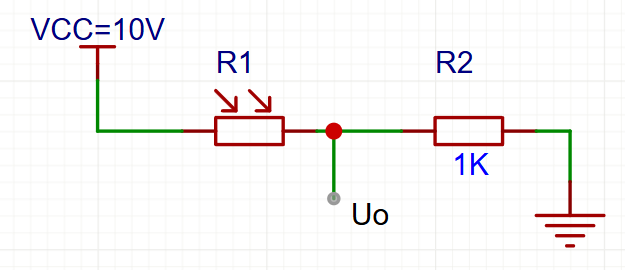 VCC=10V
R1
R2
1K
Uo